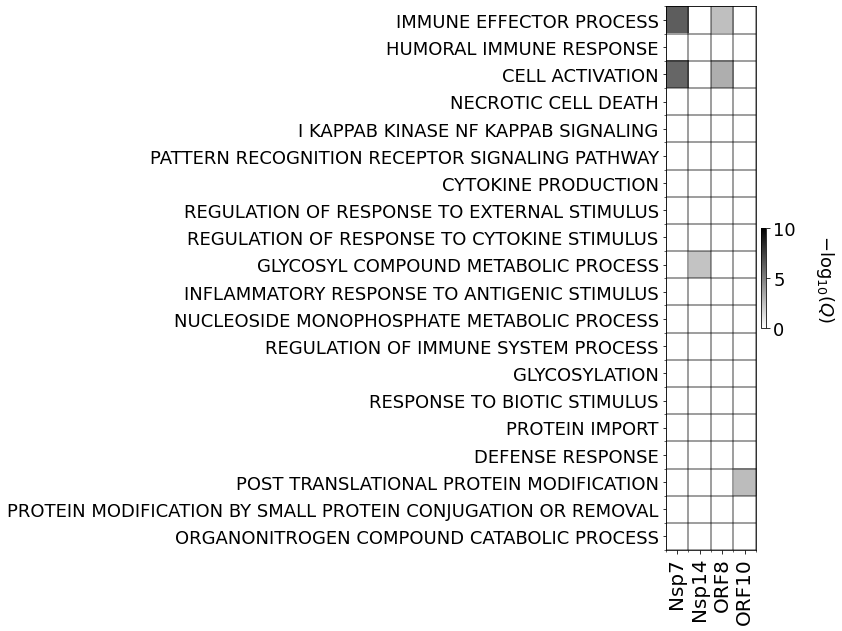 IMMUNE EFFECTOR PROCESS
HUMORAL IMMUNE RESPONSE
CELL ACTIVATION
NECROTIC CELL DEATH
I KAPPAB KINASE NF KAPPAB SIGNALING
PATTERN RECOGNITION RECEPTOR SIGNALING PATHWAY
CYTOKINE PRODUCTION
REGULATION OF RESPONSE TO EXTERNAL STIMULUS
REGULATION OF RESPONSE TO CYTOKINE STIMULUS
GLYCOSYL COMPOUND METABOLIC PROCESS
INFLAMMATORY RESPONSE TO ANTIGENIC STIMULUS
NUCLEOSIDE MONOPHOSPHATE METABOLIC PROCESS
REGULATION OF IMMUNE SYSTEM PROCESS
GLYCOSYLATION
RESPONSE TO BIOTIC STIMULUS
PROTEIN IMPORT
DEFENSE RESPONSE
POST TRANSLATIONAL PROTEIN MODIFICATION
PROTEIN MODIFICATION BY SMALL PROTEIN CONJUGATION OR REMOVAL
ORGANONITROGEN COMPOUND CATABOLIC PROCESS
Nsp7
Nsp14
ORF8
ORF10
10
5
0
−log₁₀(Q)